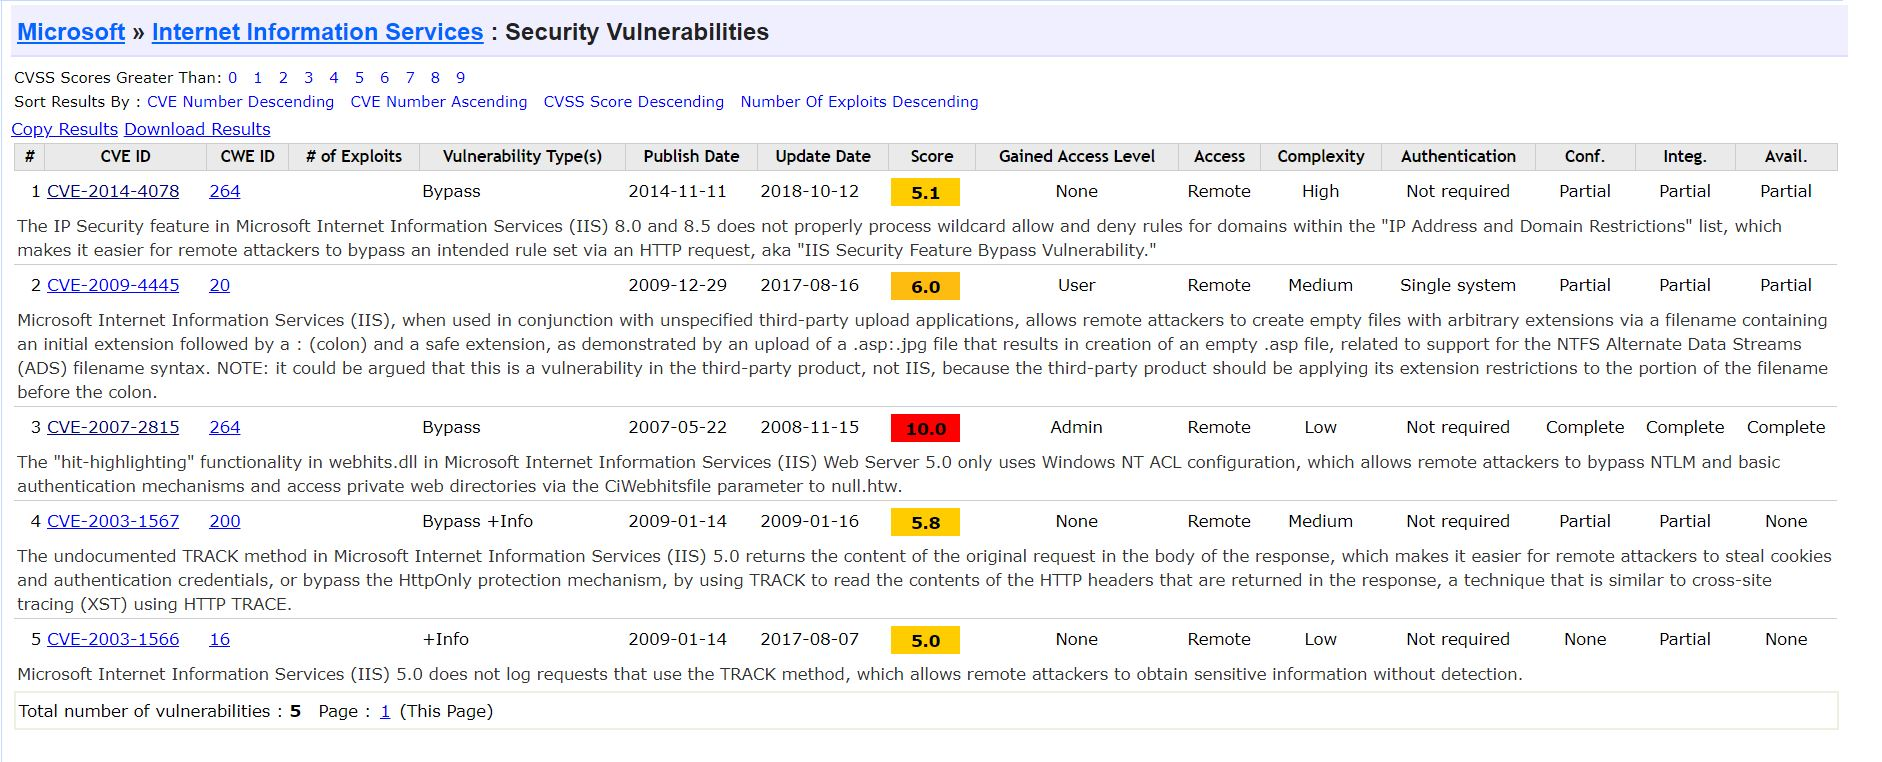 Microsoft » Internet Information Services : Security Vulnerabilities
CVSS Scores Greater Than: 0 1 2 3 4 5 6 7 8 9
Sort Results By : CVE Number Descending CVE Number Ascending CVSS Score Descending Number Of Exploits Descending
Copy Results Download Results
# CVE ID CWE ID # of Exploits Vulnerability Type(s) Publish Date Update Date Score Gained Access Level Access Complexity Authentication Conf. Integ. Avail.
1 CVE-2014-4078 264 Bypass 2014-11-11 2018-10-12 5.1 None Remote High Not required Partial Partial Partial
The IP Security feature in Microsoft Internet Information Services (IIS) 8.0 and 8.5 does not properly process wildcard allow and deny rules for domains within the "IP Address and Domain Restrictions" list, which
makes it easier for remote attackers to bypass an intended rule set via an HTTP request, aka "IIS Security Feature Bypass Vulnerability."
2 CVE-2009-4445 20 2009-12-29 2017-08-16 6.0 User Remote Medium Single system Partial Partial Partial
Microsoft Internet Information Services (IIS), when used in conjunction with unspecified third-party upload applications, allows remote attackers to create empty files with arbitrary extensions via a filename containing
an initial extension followed by a : (colon) and a safe extension, as demonstrated by an upload of a .asp:.jpg file that results in creation of an empty .asp file, related to support for the NTFS Alternate Data Streams
(ADS) filename syntax. NOTE: it could be argued that this is a vulnerability in the third-party product, not IIS, because the third-party product should be applying its extension restrictions to the portion of the filename
before the colon.
3 CVE-2007-2815 264 Bypass 2007-05-22 2008-11-15 10.0 Admin Remote Low Not required Complete Complete Complete
The "hit-highlighting" functionality in webhits.dll in Microsoft Internet Information Services (IIS) Web Server 5.0 only uses Windows NT ACL configuration, which allows remote attackers to bypass NTLM and basic
authentication mechanisms and access private web directories via the CiWebhitsfile parameter to null.htw.
4 CVE-2003-1567 200 Bypass +Info 2009-01-14 2009-01-16 5.8 None Remote Medium Not required Partial Partial None
The undocumented TRACK method in Microsoft Internet Information Services (IIS) 5.0 returns the content of the original request in the body of the response, which makes it easier for remote attackers to steal cookies
and authentication credentials, or bypass the HttpOnly protection mechanism, by using TRACK to read the contents of the HTTP headers that are returned in the response, a technique that is similar to cross-site
tracing (XST) using HTTP TRACE.
5 CVE-2003-1566 16 +Info 2009-01-14 2017-08-07 5.0 None Remote Low Not required None Partial None
Microsoft Internet Information Services (IIS) 5.0 does not log requests that use the TRACK method, which allows remote attackers to obtain sensitive information without detection.
Total number of vulnerabilities : 5 Page : 1 (This Page)